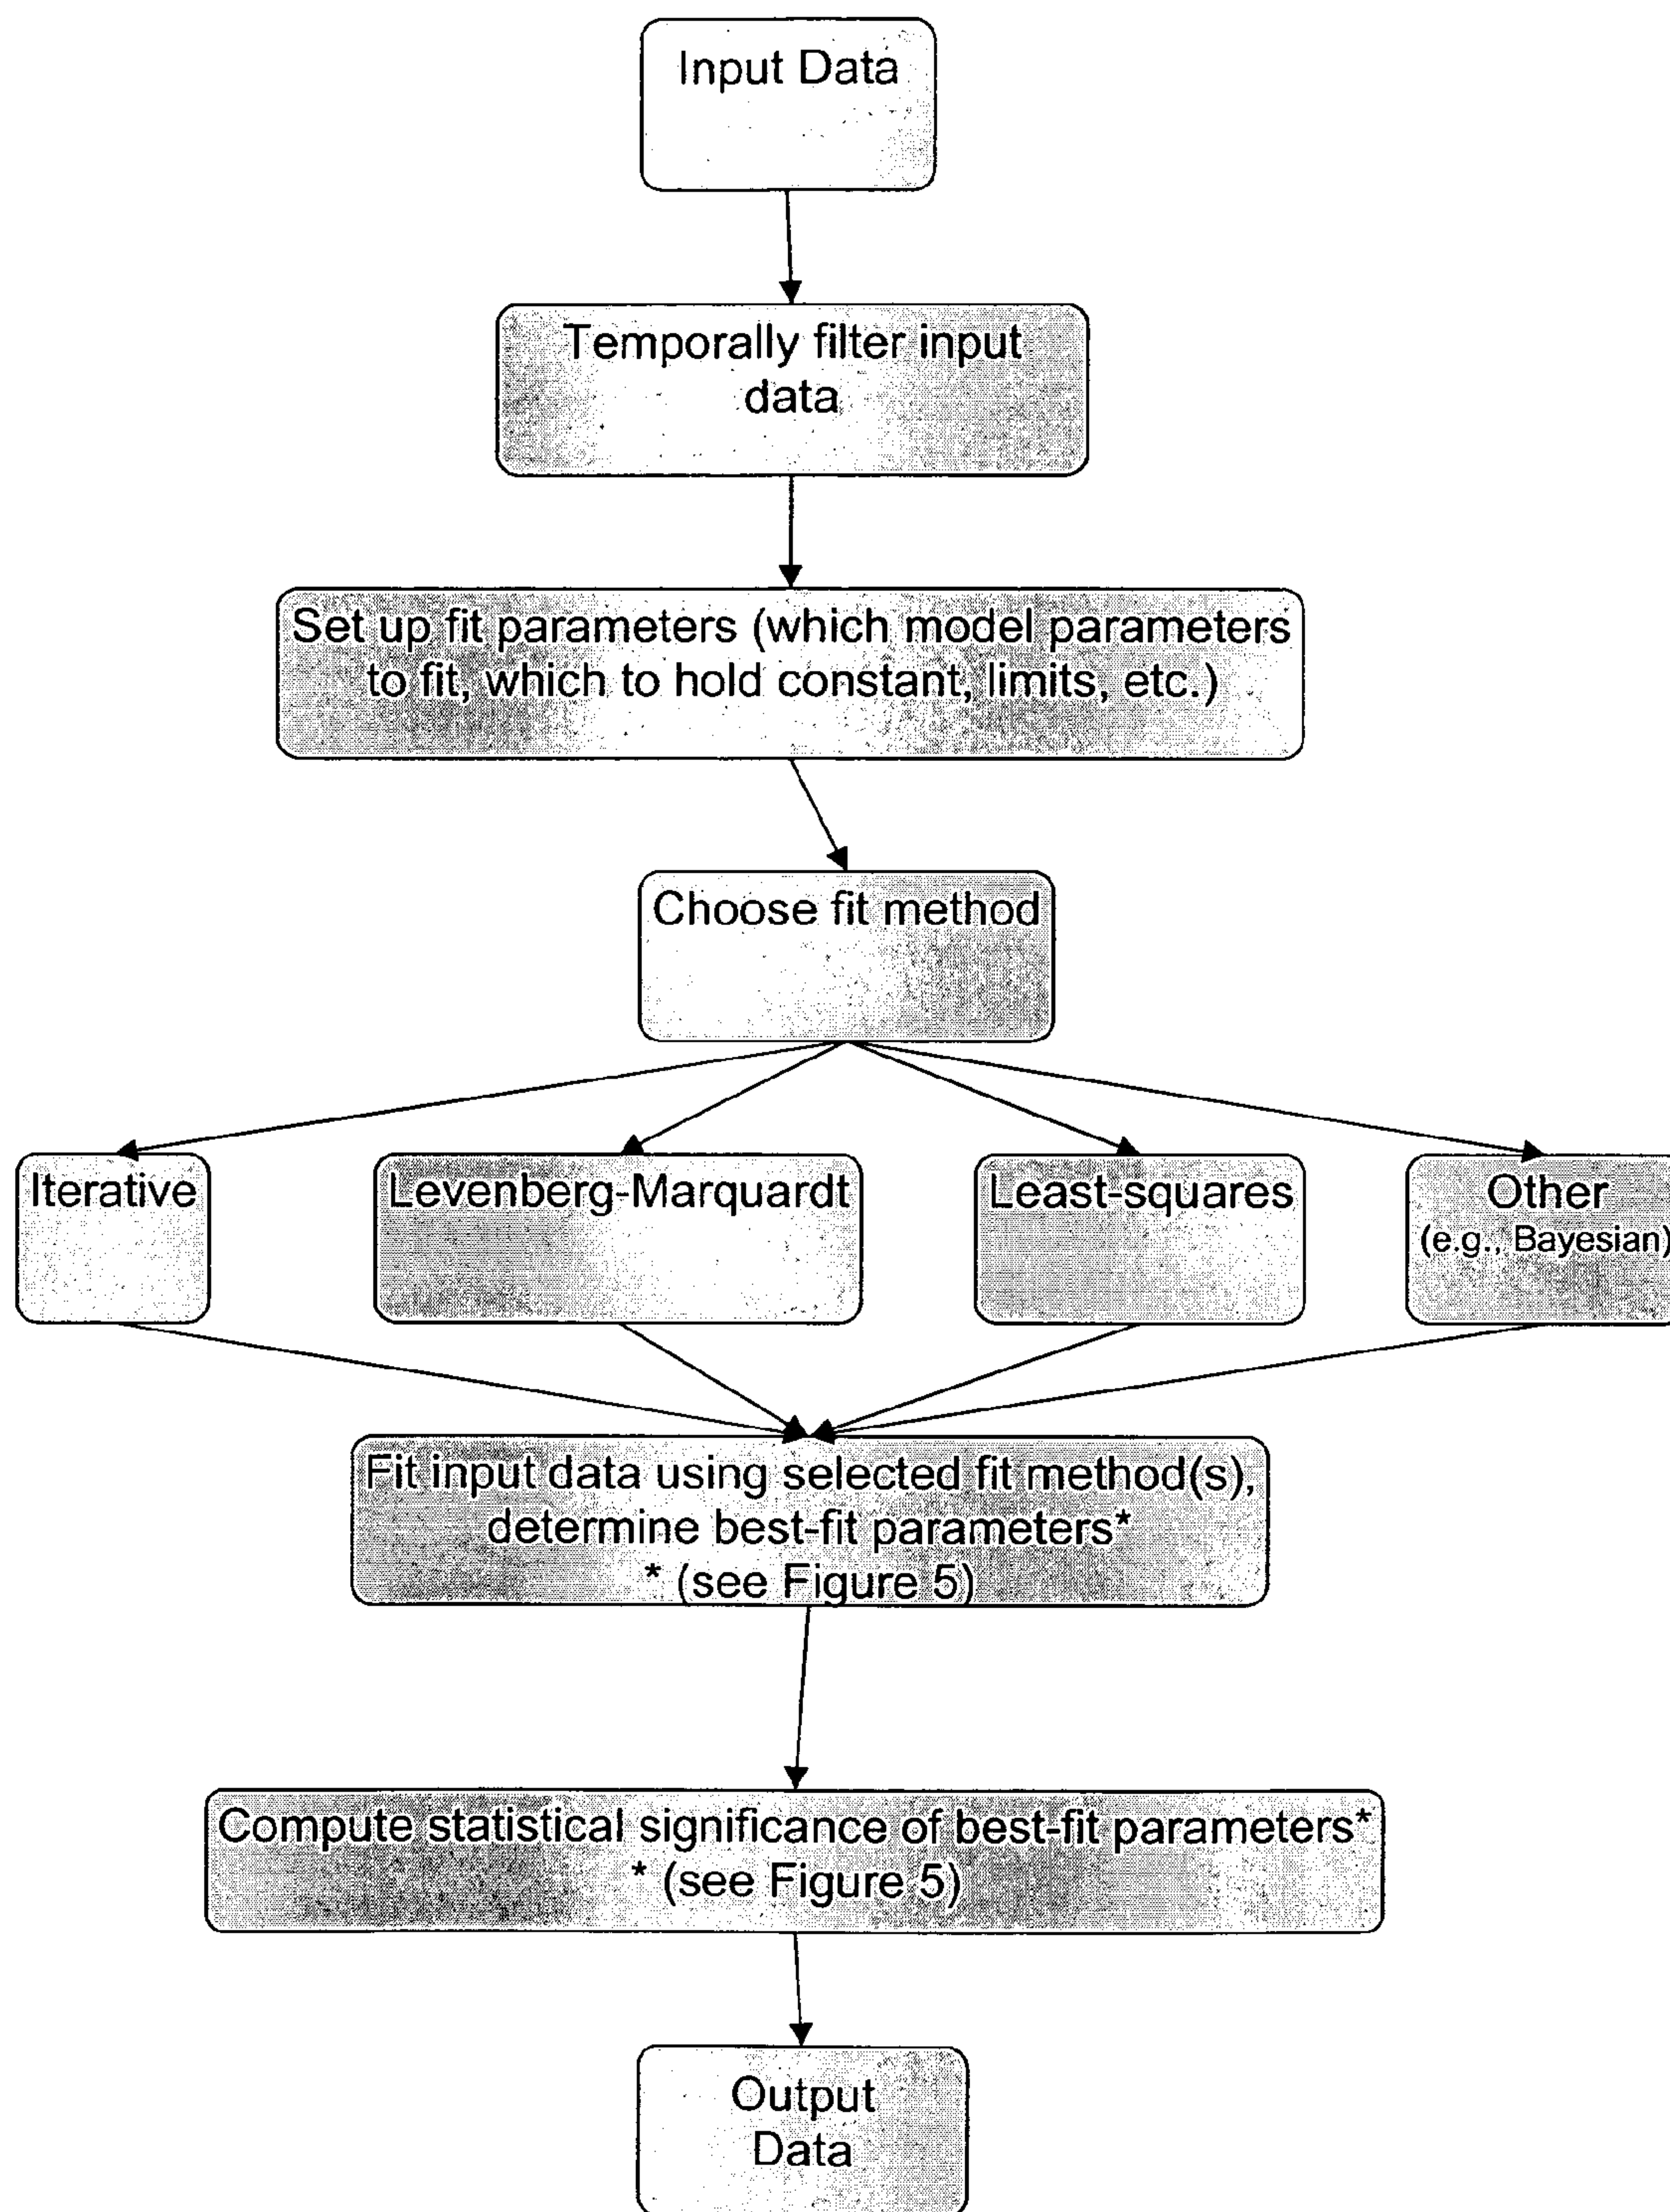 Input Data
Temporally filter input
data
Set up fit parameters (which model parameters
to fit, which to hold constant, limits, etc.)
Choose fit method
Iterative
Levenberg-Marquardt
Least-squares
Other
(e.g., Bayesian)
Fit input data using selected fit method(s),
determine best-fit parameters*
* (see Figure 5)
Compute statistical significance of best-fit parameters*
* (see Figure 5)
Output
Data